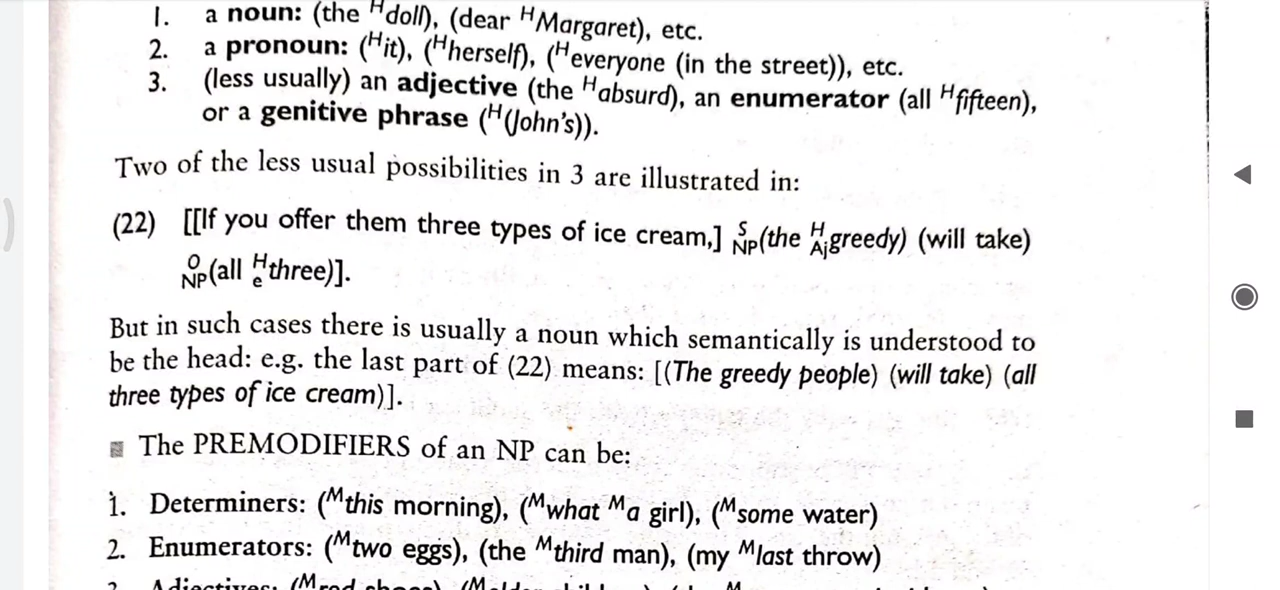 1. a noun: (the ᴴdoll), (dear ᴴMargaret), etc.
2. a pronoun: (ᴴit), (ᴴherself), (ᴴeveryone (in the street)), etc.
3. (less usually) an adjective (the ᴴabsurd), an enumerator (all ᴴfifteen),
or a genitive phrase (ᴴ(John's)).
Two of the less usual possibilities in 3 are illustrated in:
(22) [[If you offer them three types of ice cream,] S NP(the H Aj greedy) (will take)
O NP(all H e three)].
But in such cases there is usually a noun which semantically is understood to
be the head: e.g. the last part of (22) means: [(The greedy people) (will take) (all
three types of ice cream)].
The PREMODIFIERS of an NP can be:
1. Determiners: (ᴹthis morning), (ᴹwhat ᴹa girl), (ᴹsome water)
2. Enumerators: (ᴹtwo eggs), (the ᴹthird man), (my ᴹlast throw)